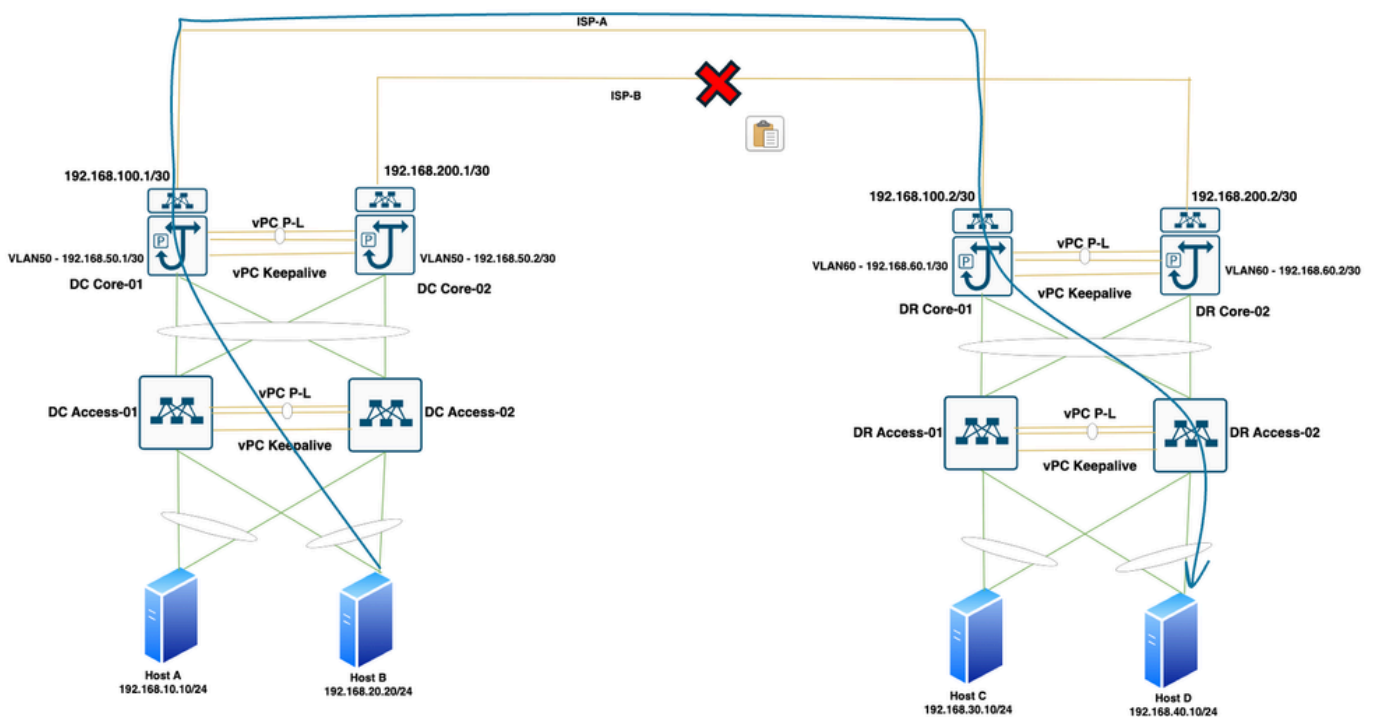 ISP-A
ISP-B
192.168.100.1/30
192.168.200.1/30
192.168.100.2/30
192.168.200.2/30
vPC P-L
P
P
vPC P-L
P
P
VLAN50 - 192.168.50.1/30
vPC Keepalive
VLAN50 - 192.168.50.2/30
VLAN60 - 192.168.60.1/30
vPC Keepalive
VLAN60 - 192.168.60.2/30
DC Core-01
DC Core-02
DR Core-01
DR Core-02
DC Access-01
vPC P-L
DC Access-02
vPC Keepalive
DR Access-01
vPC P-L
DR Access-02
vPC Keepalive
Host A
192.168.10.10/24
Host B
192.168.20.20/24
Host C
192.168.30.10/24
Host D
192.168.40.10/24